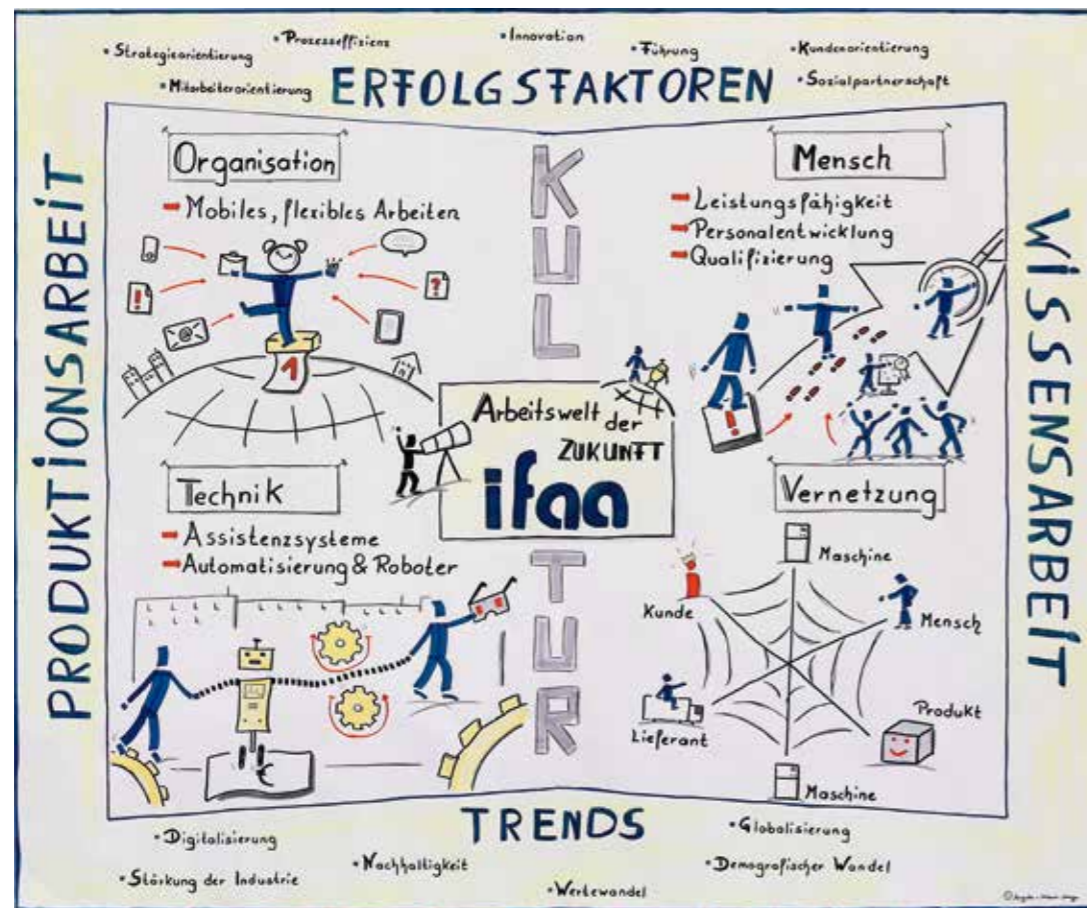 • Strategieorientierung
• Prozesseffizienz
• Innovation
• Führung
• Kundenorientierung
• Mitarbeiterorientierung
• Sozialpartnerschaft
ERFOLGSFAKTOREN
PRODUKTIONSARBEIT
WISSENSARBEIT
KULTUR
Organisation
Mobiles, flexibles Arbeiten
!
@
?
1
Mensch
Leistungsfähigkeit
Personalentwicklung
Qualifizierung
!
Arbeitswelt der
ZUKUNFT
ifaa
Technik
Assistenzsysteme
Automatisierung & Roboter
€
Vernetzung
Maschine
Kunde
Mensch
Lieferant
Produkt
Maschine
TRENDS
• Digitalisierung
• Globalisierung
• Nachhaltigkeit
• Demografischer Wandel
• Stärkung der Industrie
• Wertewandel